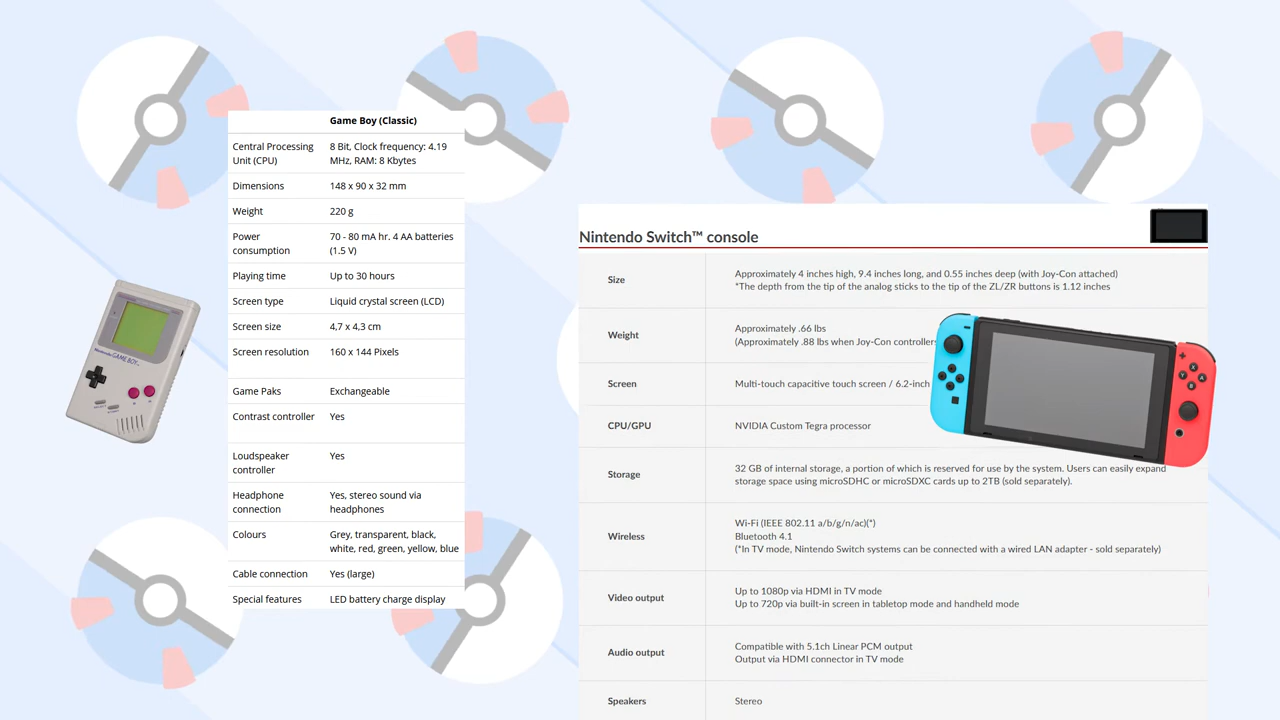 Game Boy (Classic)
Central Processing Unit (CPU) 8 Bit, Clock frequency: 4.19 MHz, RAM: 8 Kbytes
Dimensions 148 x 90 x 32 mm
Weight 220 g
Power consumption 70 - 80 mA hr. 4 AA batteries (1.5 V)
Playing time Up to 30 hours
Screen type Liquid crystal screen (LCD)
Screen size 4,7 x 4,3 cm
Screen resolution 160 x 144 Pixels
Game Paks Exchangeable
Contrast controller Yes
Loudspeaker controller Yes
Headphone connection Yes, stereo sound via headphones
Colours Grey, transparent, black, white, red, green, yellow, blue
Cable connection Yes (large)
Special features LED battery charge display
Nintendo GAME BOY
Nintendo Switch™ console
Size Approximately 4 inches high, 9.4 inches long, and 0.55 inches deep (with Joy-Con attached)
*The depth from the tip of the analog sticks to the tip of the ZL/ZR buttons is 1.12 inches
Weight Approximately .66 lbs
(Approximately .88 lbs when Joy-Con controllers
Screen Multi-touch capacitive touch screen / 6.2-inch
CPU/GPU NVIDIA Custom Tegra processor
Storage 32 GB of internal storage, a portion of which is reserved for use by the system. Users can easily expand
storage space using microSDHC or microSDXC cards up to 2TB (sold separately).
Wireless Wi-Fi (IEEE 802.11 a/b/g/n/ac)(*)
Bluetooth 4.1
(*In TV mode, Nintendo Switch systems can be connected with a wired LAN adapter - sold separately)
Video output Up to 1080p via HDMI in TV mode
Up to 720p via built-in screen in tabletop mode and handheld mode
Audio output Compatible with 5.1ch Linear PCM output
Output via HDMI connector in TV mode
Speakers Stereo
X
Y A
B